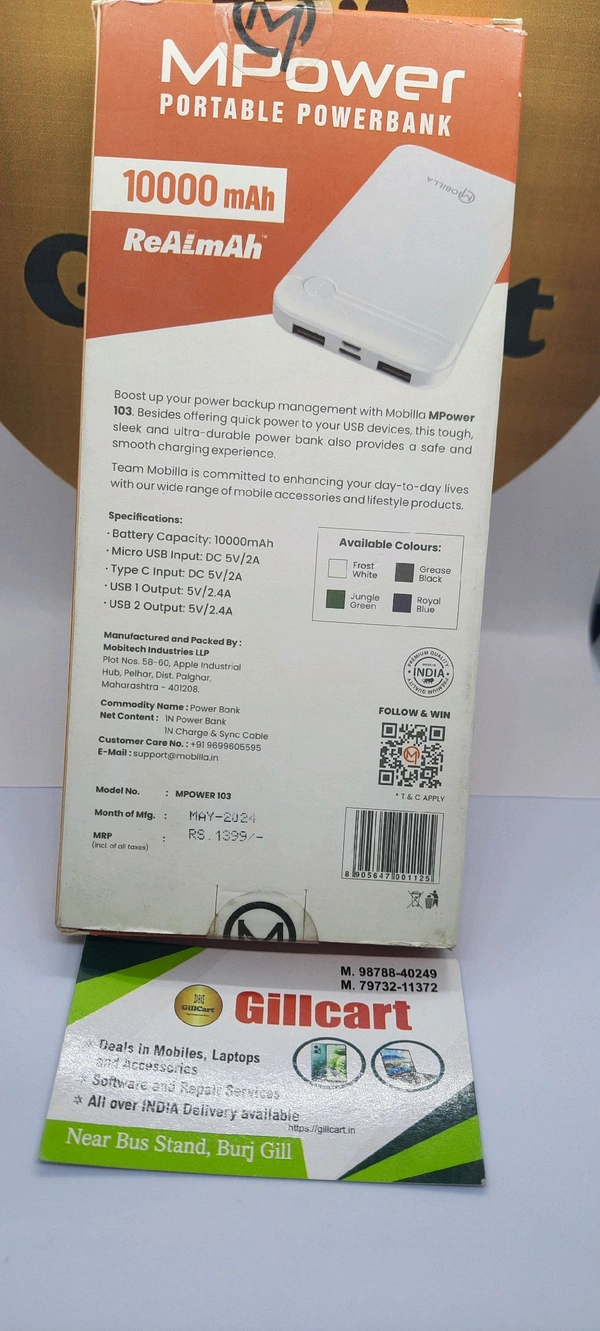 MPower
PORTABLE POWERBANK
10000 mAh
ReALmAh™
MOBILLA
Boost up your power backup management with Mobilla MPower
103. Besides offering quick power to your USB devices, this tough,
sleek and ultra-durable power bank also provides a safe and
smooth charging experience.
Team Mobilla is committed to enhancing your day-to-day lives
with our wide range of mobile accessories and lifestyle products.
Specifications:
· Battery Capacity: 10000mAh
· Micro USB Input: DC 5V/2A
· Type C Input: DC 5V/2A
· USB 1 Output: 5V/2.4A
· USB 2 Output: 5V/2.4A
Available Colours:
Frost
White
Grease
Black
Jungle
Green
Royal
Blue
Manufactured and Packed By :
Mobitech Industries LLP
Plot Nos. 58-60, Apple Industrial
Hub, Pelhar, Dist. Palghar,
Maharashtra - 401208.
PREMIUM QUALITY
MADE IN
INDIA
PREMIUM QUALITY
Commodity Name : Power Bank
Net Content : 1N Power Bank
1N Charge & Sync Cable
Customer Care No. : +91 9699605595
E-Mail : support@mobilla.in
FOLLOW & WIN
* T & C APPLY
Model No. : MPOWER 103
Month of Mfg. : MAY-2024
MRP : RS.1399/-
(Incl. of all taxes)
8 905647 001125
M. 98788-40249
M. 79732-11372
GillCart
Gillcart
Deals in Mobiles, Laptops
and Accessories
Software and Repair Services
All over INDIA Delivery available
https://gillcart.in
Near Bus Stand, Burj Gill